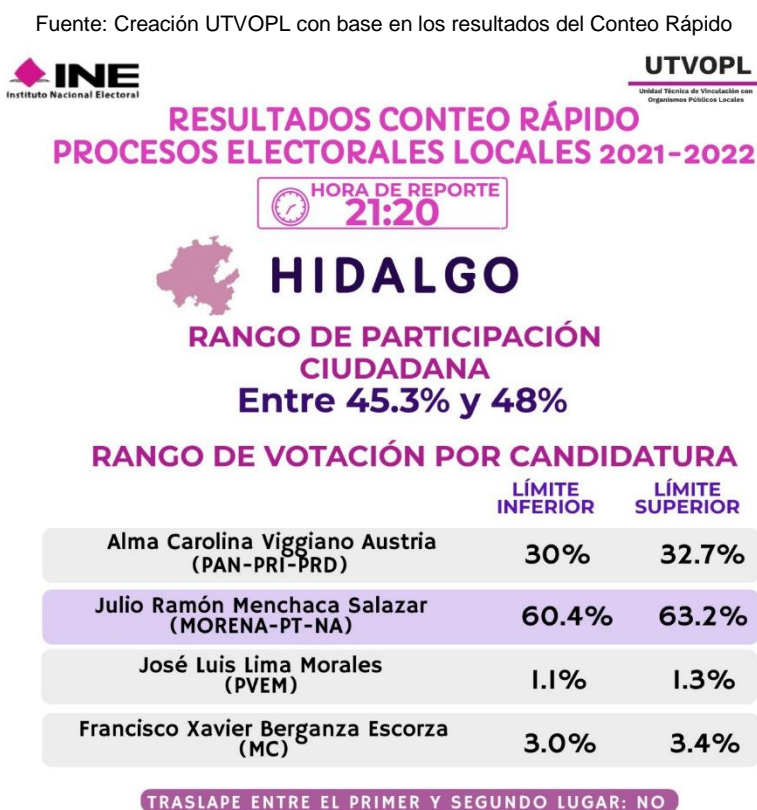 Fuente: Creación UTVOPL con base en los resultados del Conteo Rápido
INE
Instituto Nacional Electoral
UTVOPL
Unidad Técnica de Vinculación con
Organismos Públicos Locales
RESULTADOS CONTEO RÁPIDO
PROCESOS ELECTORALES LOCALES 2021-2022
HORA DE REPORTE
21:20
HIDALGO
RANGO DE PARTICIPACIÓN
CIUDADANA
Entre 45.3% y 48%
RANGO DE VOTACIÓN POR CANDIDATURA
LÍMITE INFERIOR
LÍMITE SUPERIOR
Alma Carolina Viggiano Austria
(PAN-PRI-PRD)
30% 32.7%
Julio Ramón Menchaca Salazar
(MORENA-PT-NA)
60.4% 63.2%
José Luis Lima Morales
(PVEM)
1.1% 1.3%
Francisco Xavier Berganza Escorza
(MC)
3.0% 3.4%
TRASLAPE ENTRE EL PRIMER Y SEGUNDO LUGAR: NO